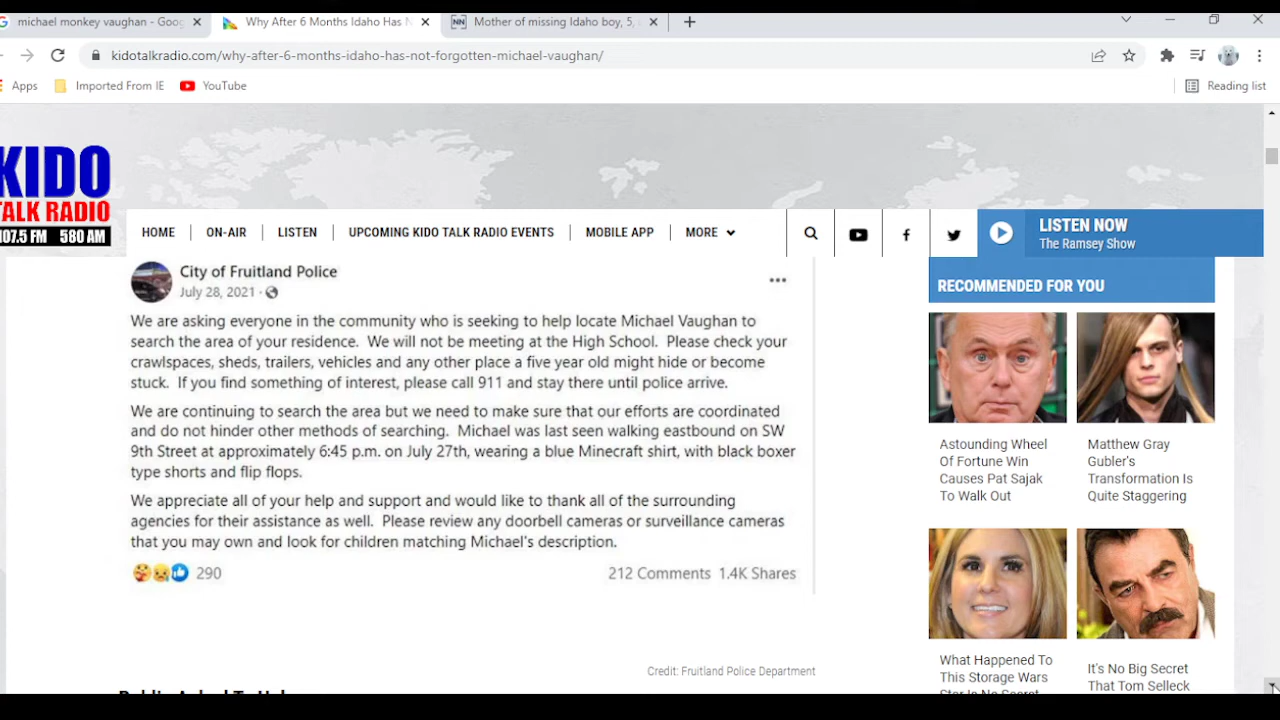 michael monkey vaughan - Goog
Why After 6 Months Idaho Has N
NN
Mother of missing Idaho boy, 5,
kidotalkradio.com/why-after-6-months-idaho-has-not-forgotten-michael-vaughan/
Apps
Imported From IE
YouTube
Reading list
KIDO
TALK RADIO
107.5 FM 580 AM
HOME
ON-AIR
LISTEN
UPCOMING KIDO TALK RADIO EVENTS
MOBILE APP
MORE
LISTEN NOW
The Ramsey Show
City of Fruitland Police
July 28, 2021 ·
We are asking everyone in the community who is seeking to help locate Michael Vaughan to
search the area of your residence. We will not be meeting at the High School. Please check your
crawlspaces, sheds, trailers, vehicles and any other place a five year old might hide or become
stuck. If you find something of interest, please call 911 and stay there until police arrive.
We are continuing to search the area but we need to make sure that our efforts are coordinated
and do not hinder other methods of searching. Michael was last seen walking eastbound on SW
9th Street at approximately 6:45 p.m. on July 27th, wearing a blue Minecraft shirt, with black boxer
type shorts and flip flops.
We appreciate all of your help and support and would like to thank all of the surrounding
agencies for their assistance as well. Please review any doorbell cameras or surveillance cameras
that you may own and look for children matching Michael's description.
290
212 Comments 1.4K Shares
Credit: Fruitland Police Department
RECOMMENDED FOR YOU
Astounding Wheel
Of Fortune Win
Causes Pat Sajak
To Walk Out
Matthew Gray
Gubler's
Transformation Is
Quite Staggering
What Happened To
This Storage Wars
It's No Big Secret
That Tom Selleck